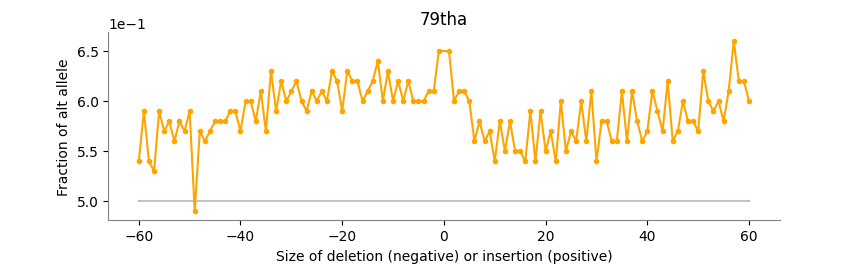 79tha
1e−1
6.5
6.0
5.5
5.0
Fraction of alt allele
−60
−40
−20
0
20
40
60
Size of deletion (negative) or insertion (positive)